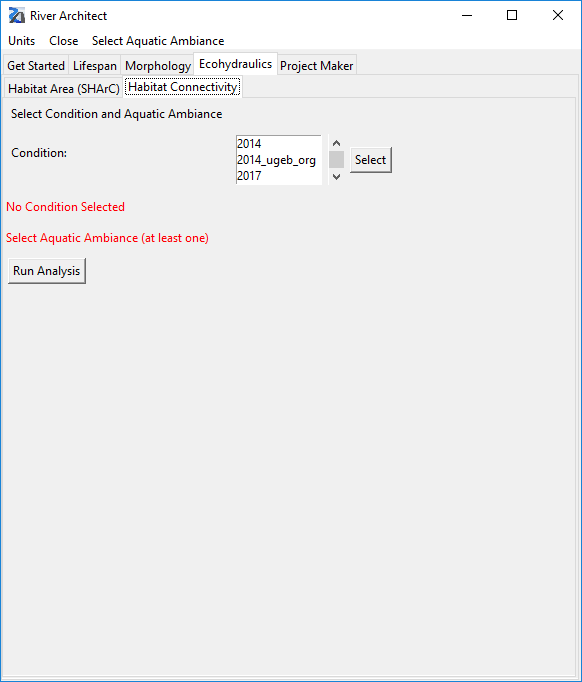 River Architect
Units Close Select Aquatic Ambiance
Get Started Lifespan Morphology Ecohydraulics Project Maker
Habitat Area (SHArC) Habitat Connectivity
Select Condition and Aquatic Ambiance
2014
Condition: 2014_ugeb_org Select
2017
No Condition Selected
Select Aquatic Ambiance (at least one)
Run Analysis